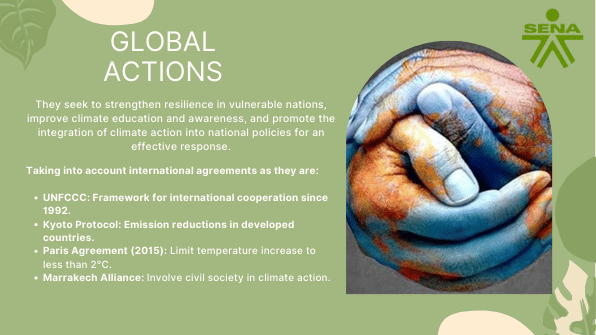 SENA
GLOBAL
ACTIONS
They seek to strengthen resilience in vulnerable nations,
improve climate education and awareness, and promote the
integration of climate action into national policies for an
effective response.
Taking into account international agreements as they are:
• UNFCCC: Framework for international cooperation since
1992.
• Kyoto Protocol: Emission reductions in developed
countries.
• Paris Agreement (2015): Limit temperature increase to
less than 2°C.
• Marrakech Alliance: Involve civil society in climate action.